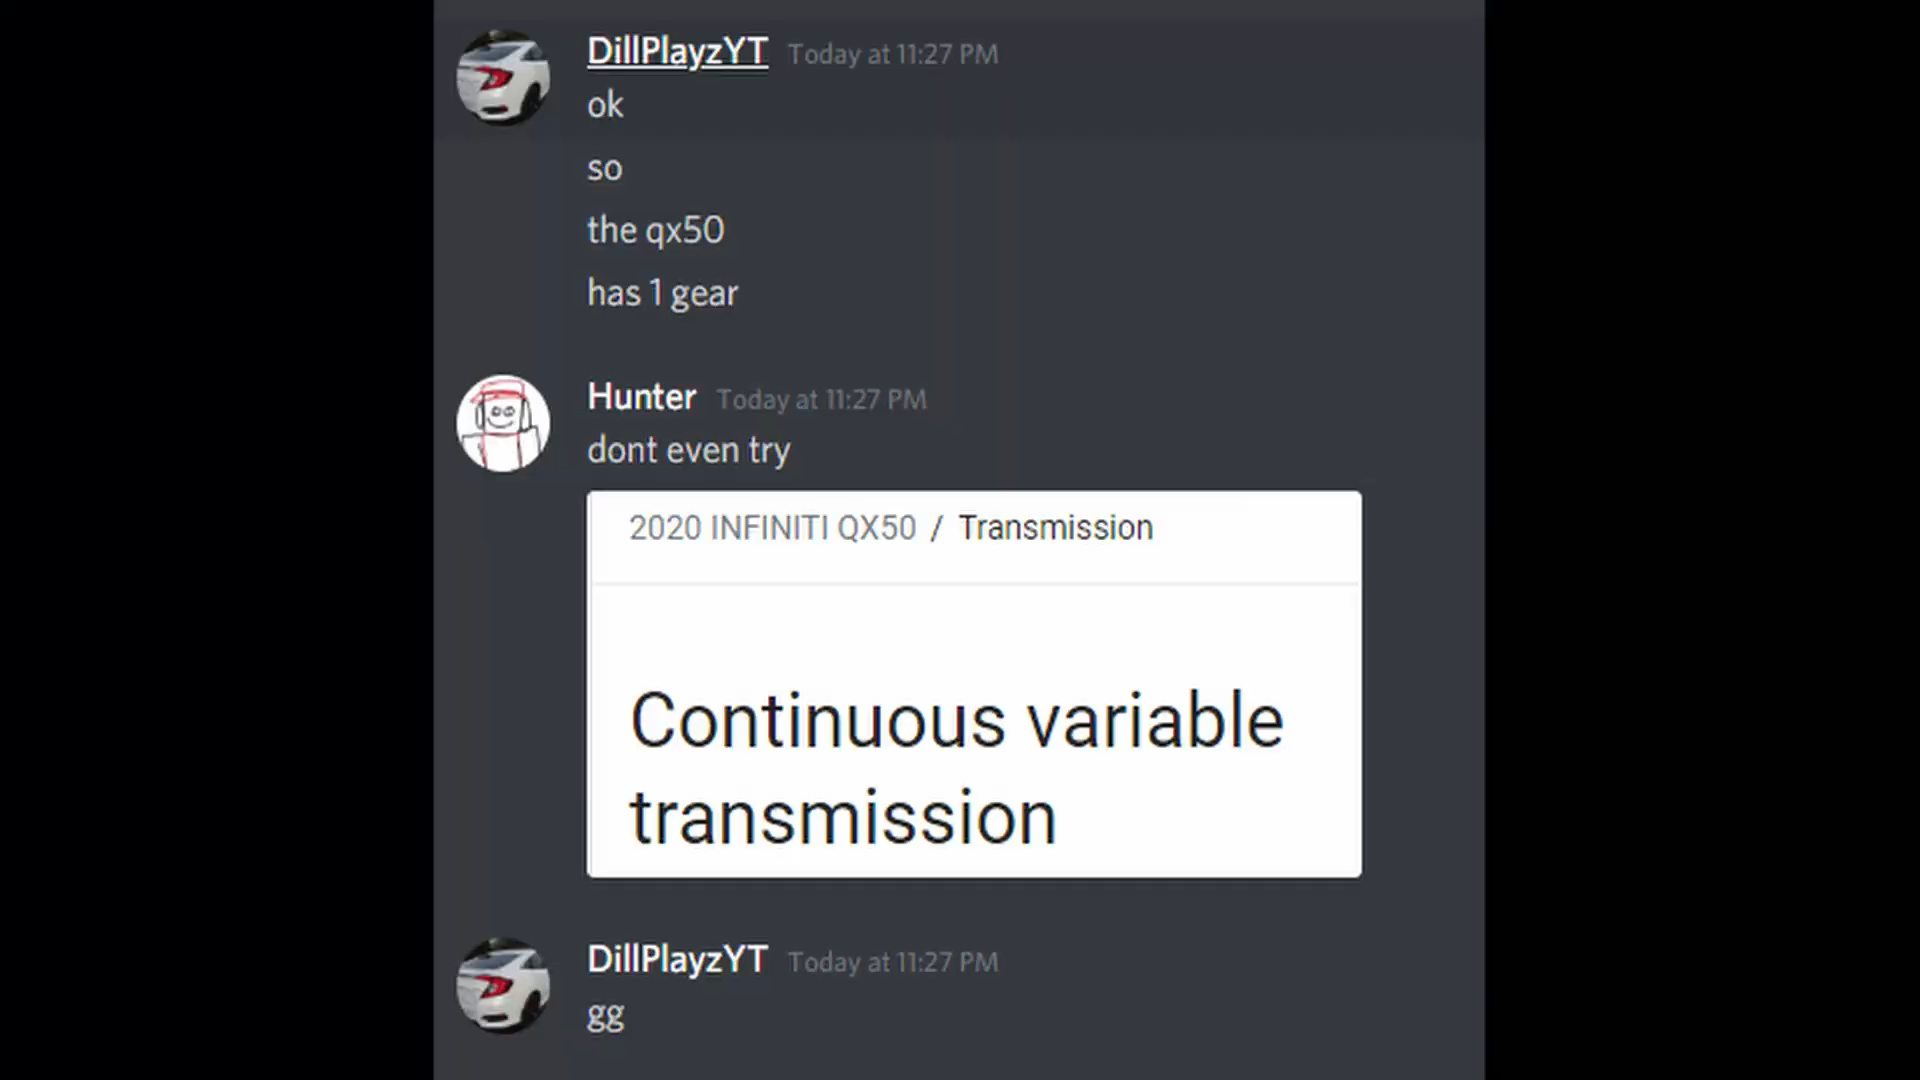 DillPlayzYT Today at 11:27 PM
ok
so
the qx50
has 1 gear
Hunter Today at 11:27 PM
dont even try
2020 INFINITI QX50 / Transmission
Continuous variable
transmission
DillPlayzYT Today at 11:27 PM
gg